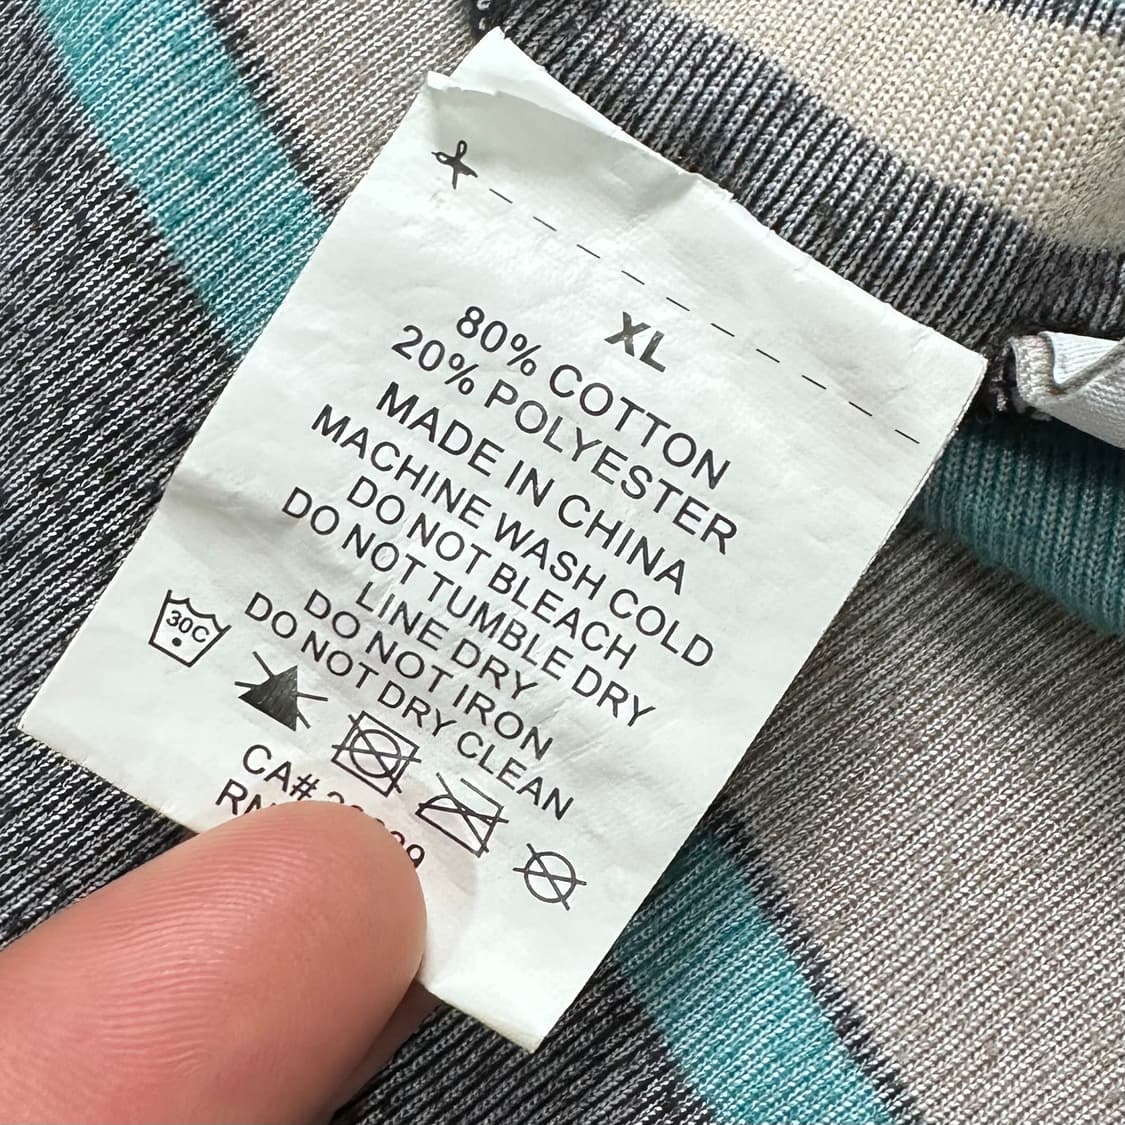 XL
80% COTTON
20% POLYESTER
MADE IN CHINA
MACHINE WASH COLD
DO NOT BLEACH
DO NOT TUMBLE DRY
LINE DRY
DO NOT IRON
DO NOT DRY CLEAN
30C
CA#